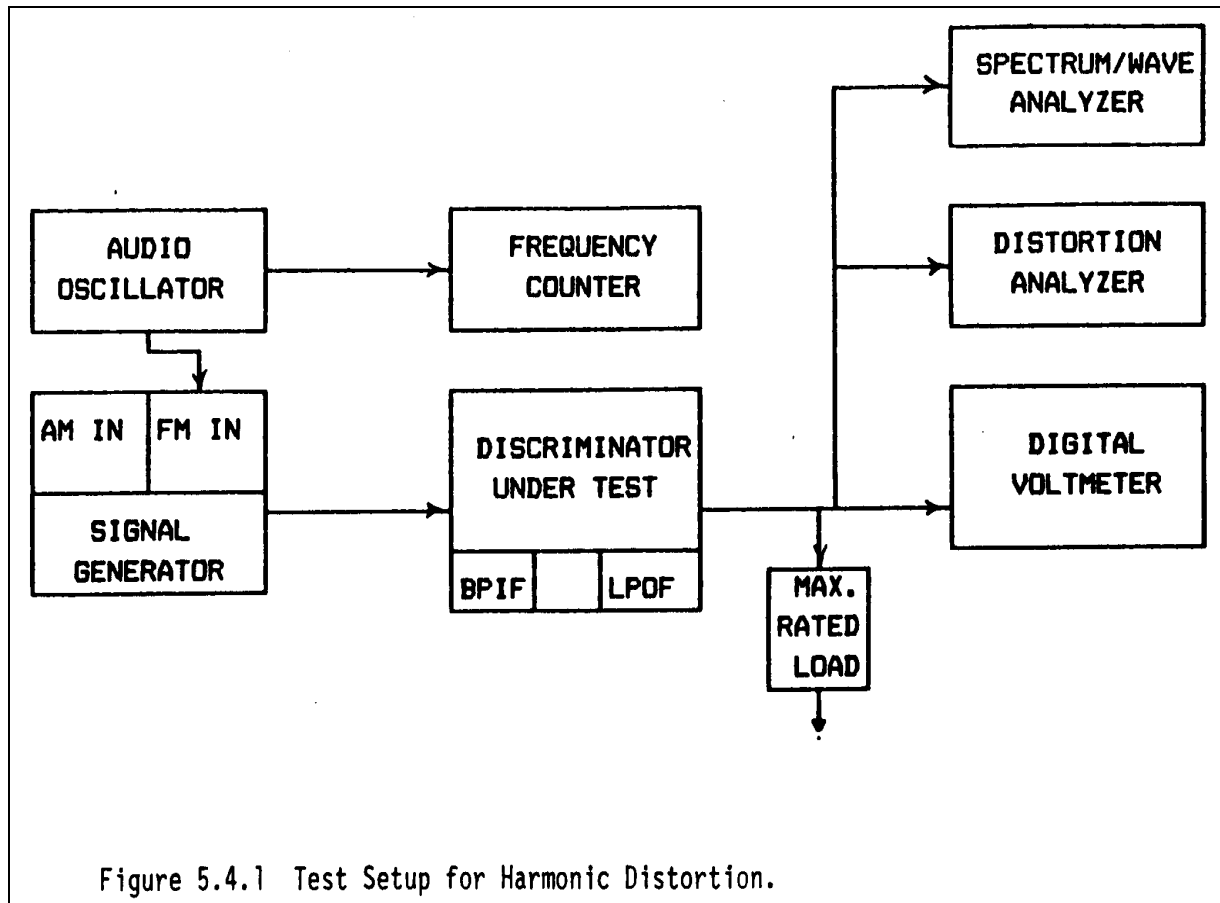 SPECTRUM/WAVE
ANALYZER
AUDIO
OSCILLATOR
FREQUENCY
COUNTER
DISTORTION
ANALYZER
AM IN
FM IN
SIGNAL
GENERATOR
DISCRIMINATOR
UNDER TEST
BPIF
LPOF
DIGITAL
VOLTMETER
MAX.
RATED
LOAD
Figure 5.4.1 Test Setup for Harmonic Distortion.